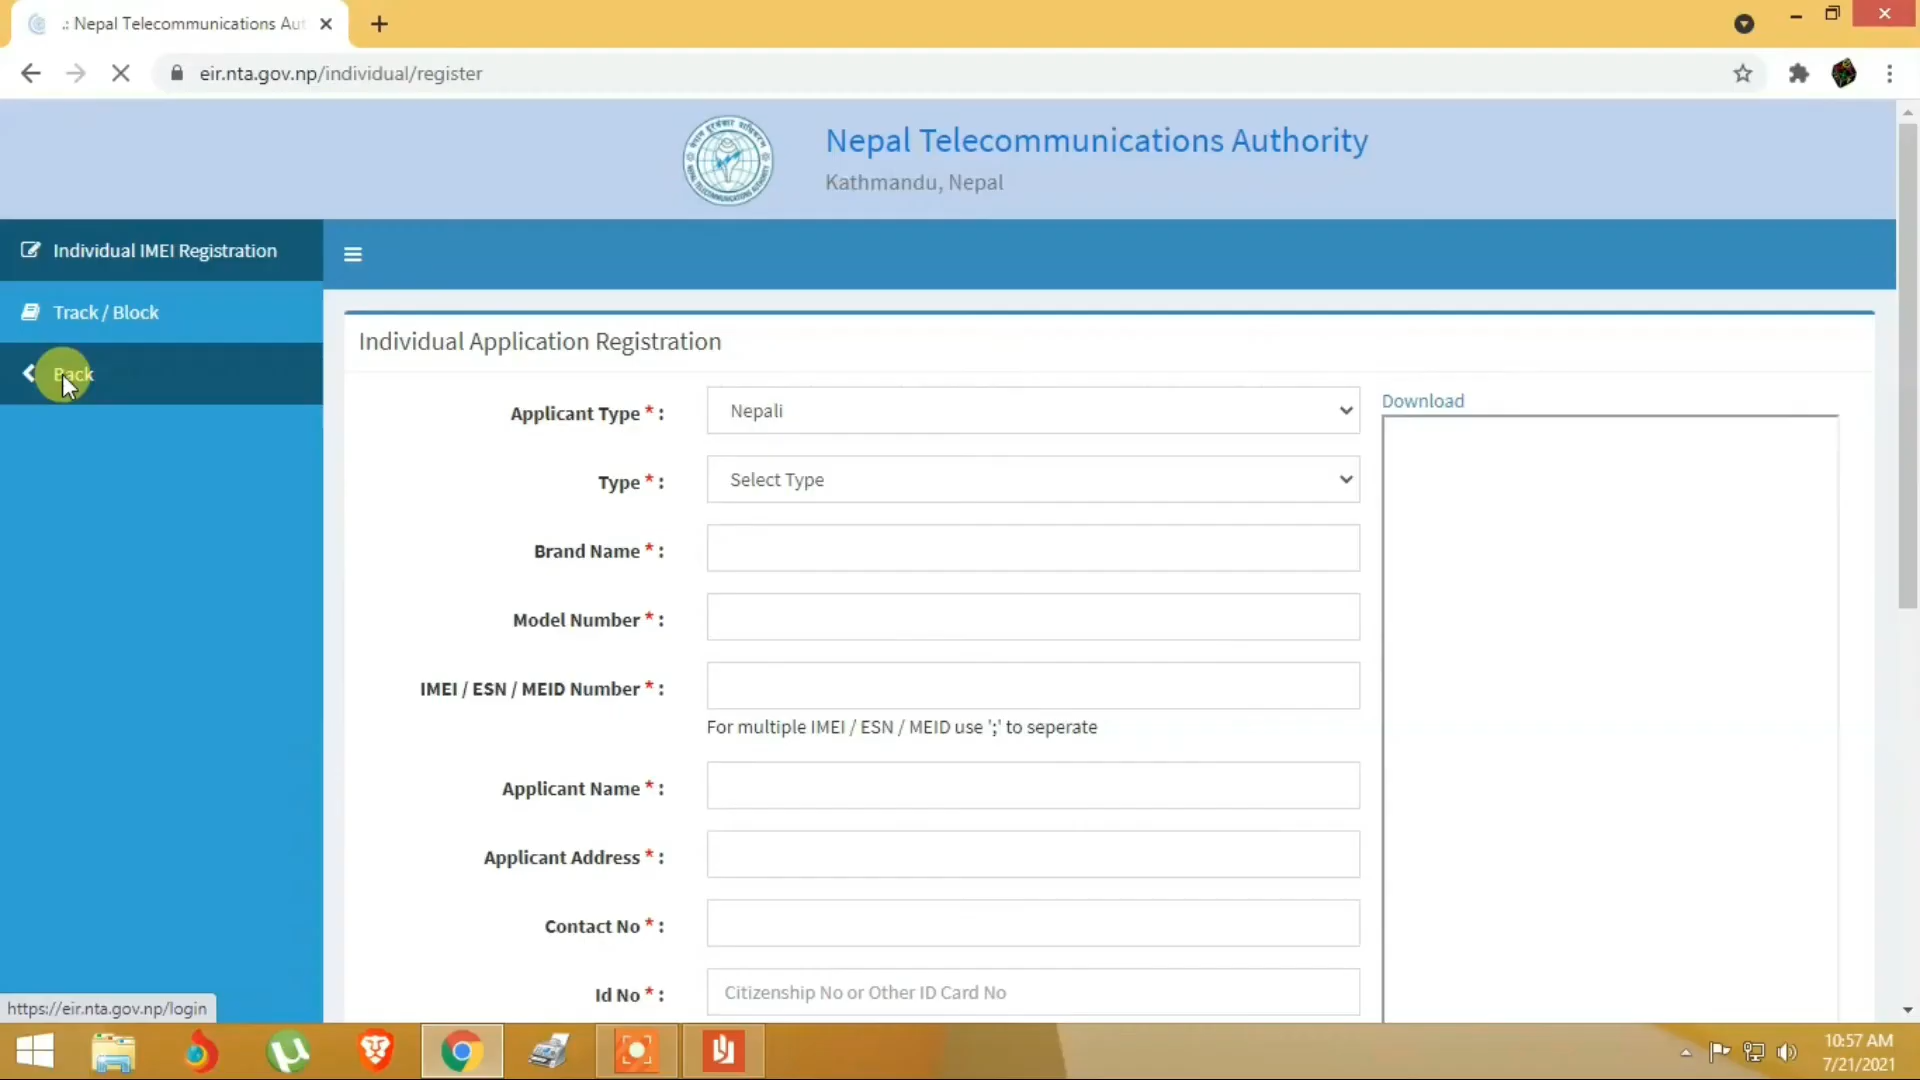 .: Nepal Telecommunications Aut
eir.nta.gov.np/individual/register
Nepal Telecommunications Authority
Kathmandu, Nepal
Individual IMEI Registration
Track / Block
Back
Individual Application Registration
Applicant Type * :
Nepali
Download
Type * :
Select Type
Brand Name * :
Model Number * :
IMEI / ESN / MEID Number * :
For multiple IMEI / ESN / MEID use ';' to seperate
Applicant Name * :
Applicant Address * :
Contact No * :
Id No * :
Citizenship No or Other ID Card No
https://eir.nta.gov.np/login
10:57 AM
7/21/2021